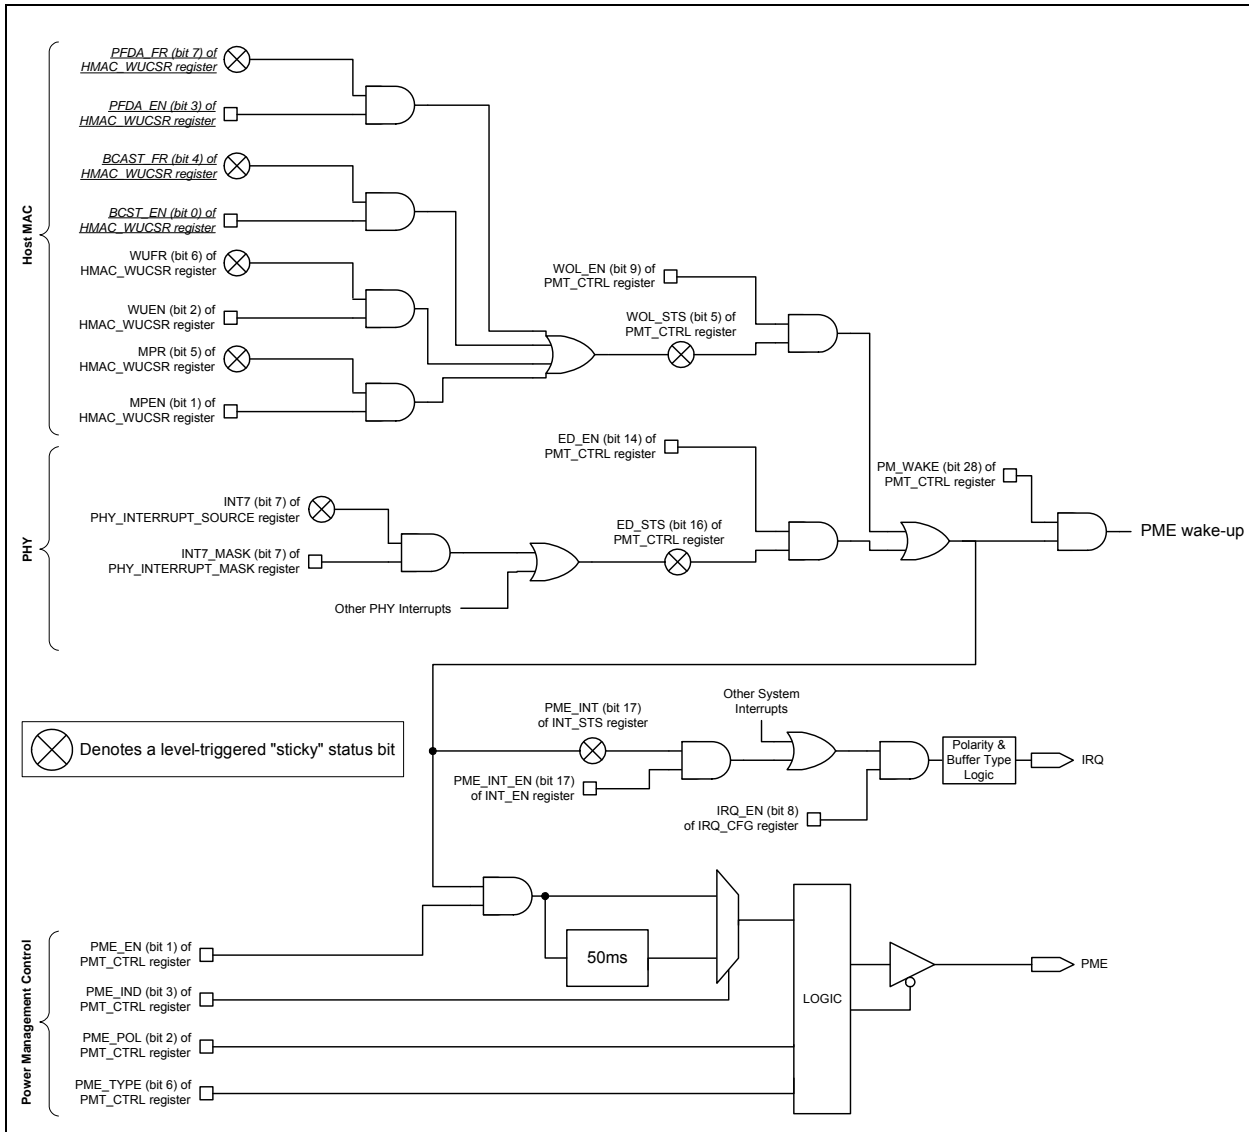 Host MAC
PFDA_FR (bit 7) of
HMAC_WUCSR register
PFDA_EN (bit 3) of
HMAC_WUCSR register
BCAST_FR (bit 4) of
HMAC_WUCSR register
BCST_EN (bit 0) of
HMAC_WUCSR register
WUFR (bit 6) of
HMAC_WUCSR register
WUEN (bit 2) of
HMAC_WUCSR register
MPR (bit 5) of
HMAC_WUCSR register
MPEN (bit 1) of
HMAC_WUCSR register
WOL_EN (bit 9) of
PMT_CTRL register
WOL_STS (bit 5) of
PMT_CTRL register
PHY
INT7 (bit 7) of
PHY_INTERRUPT_SOURCE register
INT7_MASK (bit 7) of
PHY_INTERRUPT_MASK register
Other PHY Interrupts
ED_EN (bit 14) of
PMT_CTRL register
ED_STS (bit 16) of
PMT_CTRL register
PM_WAKE (bit 28) of
PMT_CTRL register
PME wake-up
Denotes a level-triggered "sticky" status bit
PME_INT (bit 17)
of INT_STS register
PME_INT_EN (bit 17)
of INT_EN register
Other System
Interrupts
IRQ_EN (bit 8)
of IRQ_CFG register
Polarity &
Buffer Type
Logic
IRQ
Power Management Control
PME_EN (bit 1) of
PMT_CTRL register
PME_IND (bit 3) of
PMT_CTRL register
PME_POL (bit 2) of
PMT_CTRL register
PME_TYPE (bit 6) of
PMT_CTRL register
50ms
LOGIC
PME